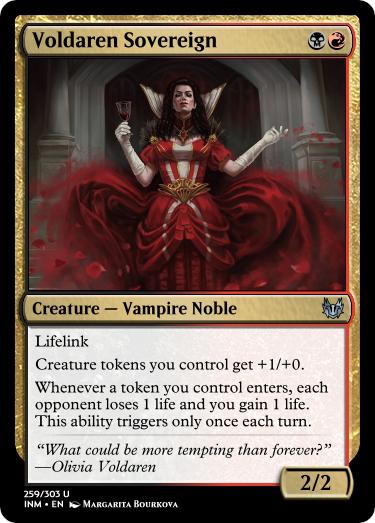 Voldaren Sovereign
Creature — Vampire Noble
Lifelink
Creature tokens you control get +1/+0.
Whenever a token you control enters, each
opponent loses 1 life and you gain 1 life.
This ability triggers only once each turn.
“What could be more tempting than forever?”
—Olivia Voldaren
2/2
259/303 U
INM • EN Margarita Bourkova